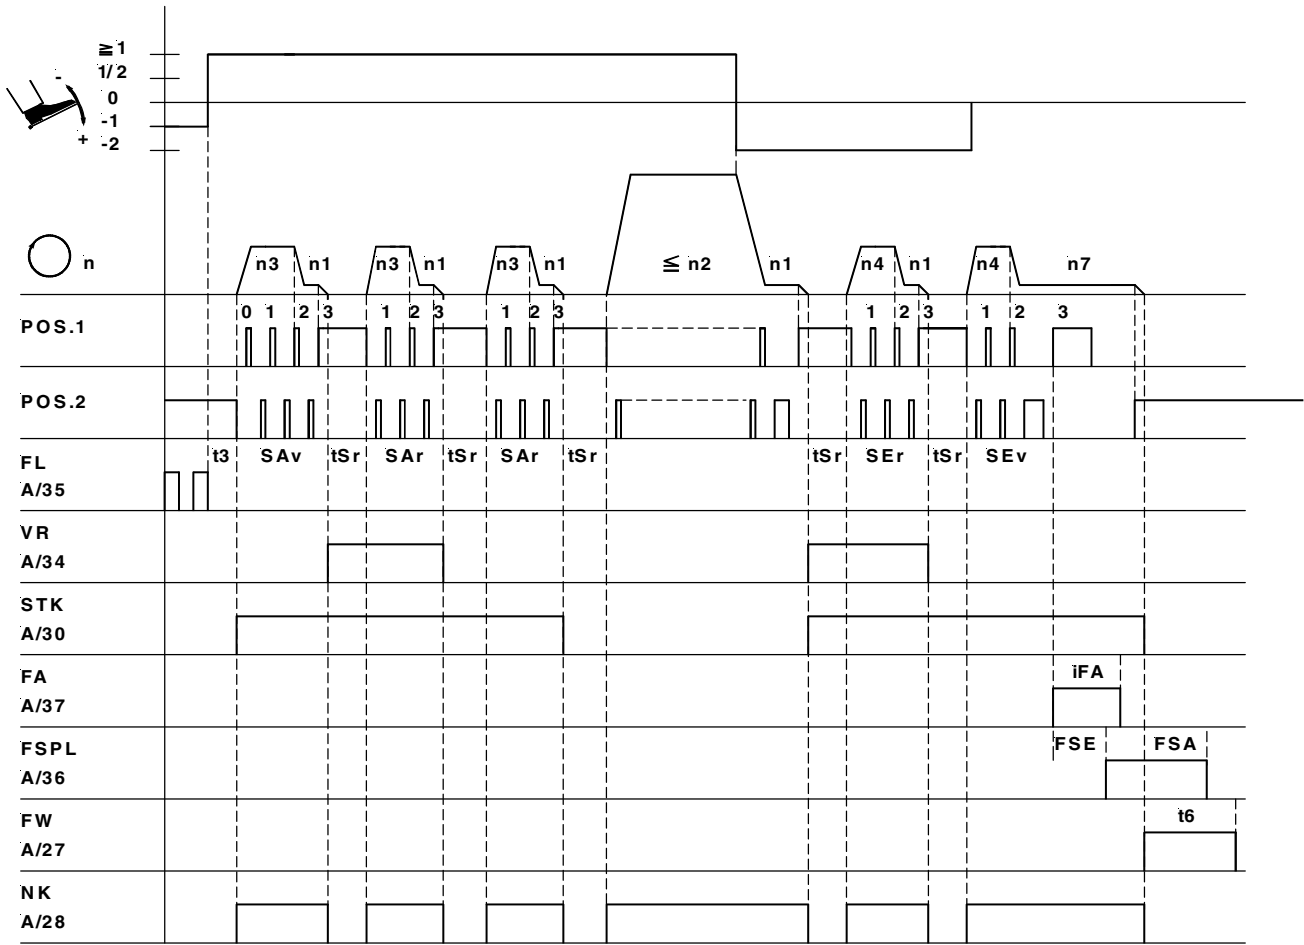 ≧ 1
1/2
0
-1
-2
-
+
n
n3 n1 n3 n1 n3 n1 ≦ n2 n1 n4 n1 n4 n7
POS.1
0 1 2 3 1 2 3 1 2 3 1 2 3 1 2 3
POS.2
FL
A/35
t3 SAv tSr SAr tSr SAr tSr tSr SEr tSr SEv
VR
A/34
STK
A/30
FA
A/37
iFA
FSPL
A/36
FSE FSA
FW
A/27
t6
NK
A/28